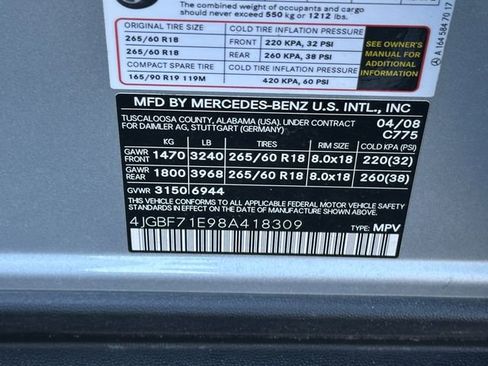 The combined weight of occupants and cargo
should never exceed 550 kg or 1212 lbs.
ORIGINAL TIRE SIZE
COLD TIRE INFLATION PRESSURE
265/60 R18
FRONT 220 KPA, 32 PSI
265/60 R18
REAR 260 KPA, 38 PSI
COMPACT SPARE TIRE
COLD TIRE INFLATION PRESSURE
165/90 R19 119M
420 KPA, 60 PSI
SEE OWNER'S
MANUAL FOR
ADDITIONAL
INFORMATION
A 164 584 70 17
MFD BY MERCEDES-BENZ U.S. INTL., INC
TUSCALOOSA COUNTY, ALABAMA (USA). UNDER CONTRACT 04/08
FOR DAIMLER AG, STUTTGART (GERMANY) C775
KG LB TIRES RIM SIZE COLD KPA (PSI)
GAWR FRONT 1470 3240 265/60 R18 8.0x18 220(32)
GAWR REAR 1800 3968 265/60 R18 8.0x18 260(38)
GVWR 3150 6944
THIS VEHICLE CONFORMS TO ALL APPLICABLE FEDERAL MOTOR VEHICLE SAFETY
STANDARDS IN EFFECT ON THE DATE OF MANUFACTURE SHOWN ABOVE.
4JGBF71E98A418309
TYPE: MPV